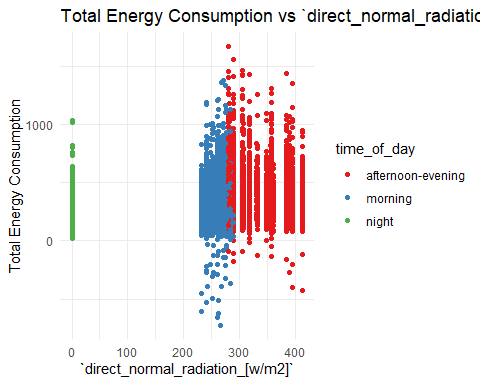 Total Energy Consumption vs `direct_normal_radiatio
Total Energy Consumption
1000
0
0
100
200
300
400
`direct_normal_radiation_[w/m2]`
time_of_day
afternoon-evening
morning
night